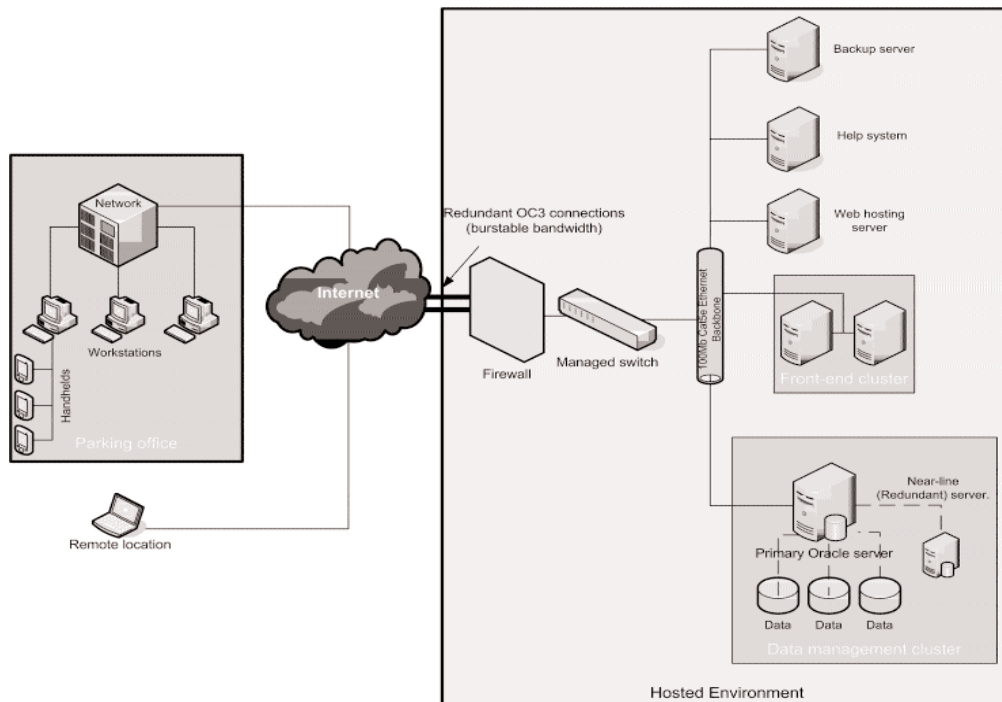 Network
Workstations
Handhelds
Parking office
Remote location
Internet
Redundant OC3 connections
(burstable bandwidth)
Firewall
Managed switch
100Mb Cat5e Ethernet
Backbone
Backup server
Help system
Web hosting
server
Front-end cluster
Near-line
(Redundant) server.
Primary Oracle server
Data
Data
Data
Data management cluster
Hosted Environment